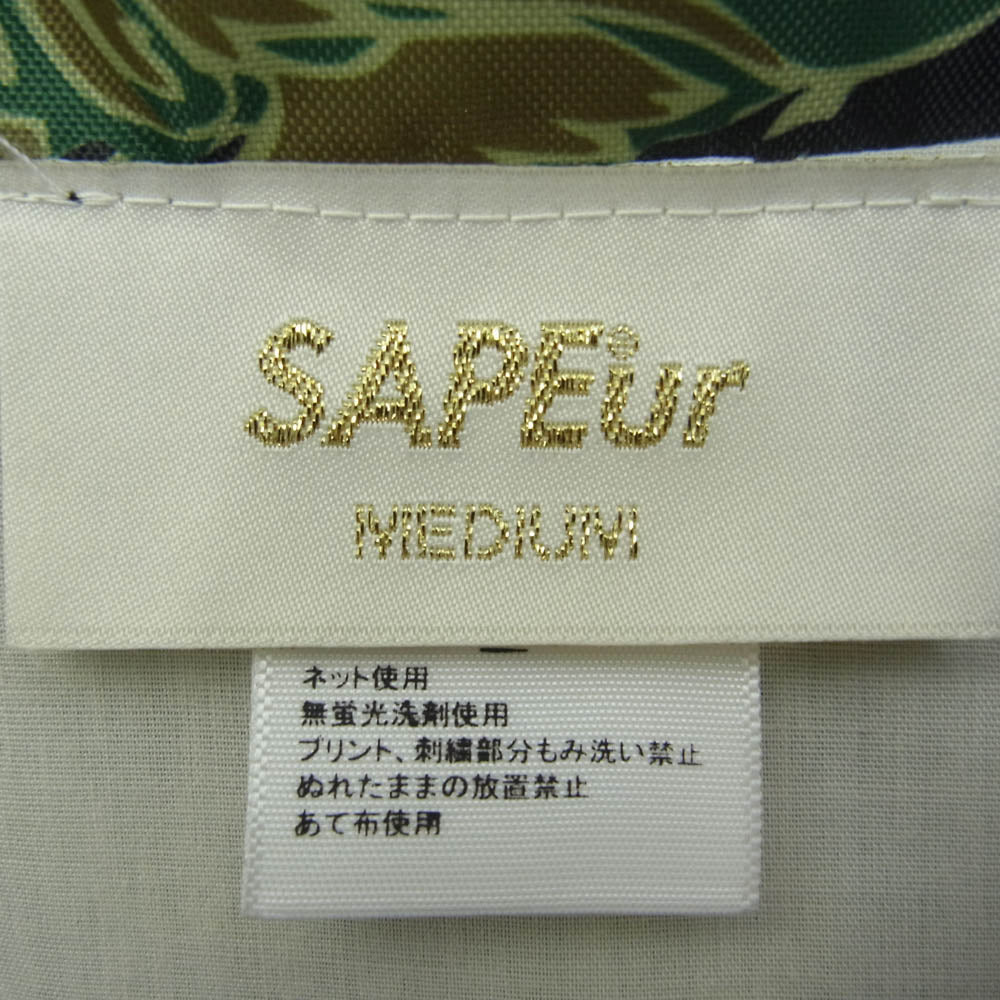 SAPEur
MEDIUM
ネット使用
無蛍光洗剤使用
プリント、刺繍部分もみ洗い禁止
ぬれたままの放置禁止
あて布使用